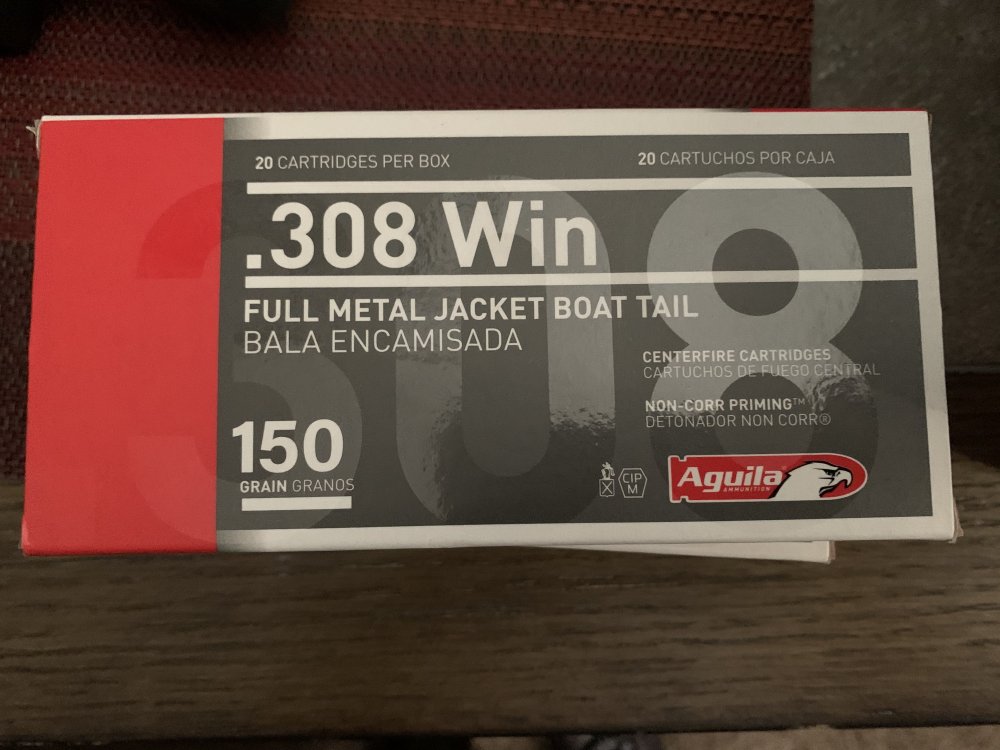 20 CARTRIDGES PER BOX
20 CARTUCHOS POR CAJA
.308 Win
308
FULL METAL JACKET BOAT TAIL
BALA ENCAMISADA
CENTERFIRE CARTRIDGES
CARTUCHOS DE FUEGO CENTRAL
NON-CORR PRIMING™
DETONADOR NON CORR®
150
GRAIN GRANOS
CIP
M
Aguila®
AMMUNITION